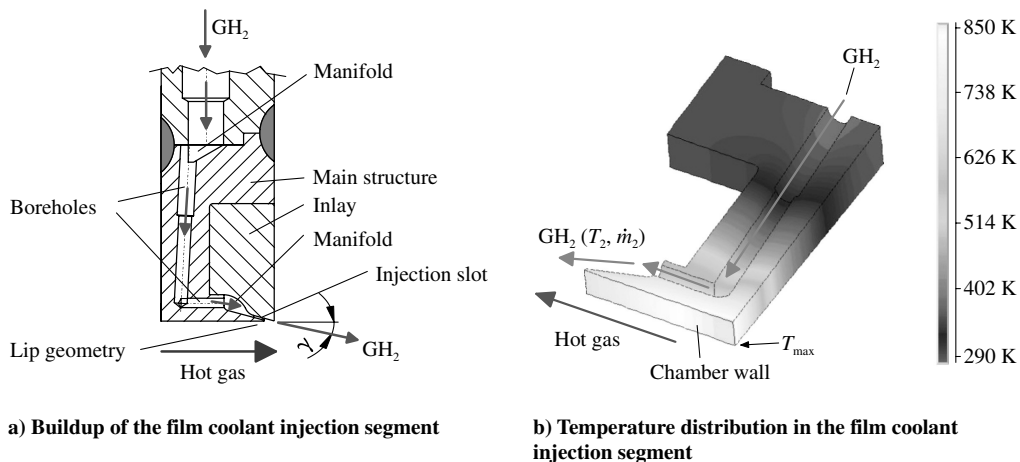 GH2
Manifold
Main structure
Boreholes
Inlay
Manifold
Injection slot
Lip geometry
γ
GH2
Hot gas
a) Buildup of the film coolant injection segment
850 K
GH2
738 K
626 K
514 K
GH2 (T2, ṁ2)
402 K
Hot gas
Tmax
290 K
Chamber wall
b) Temperature distribution in the film coolant
injection segment